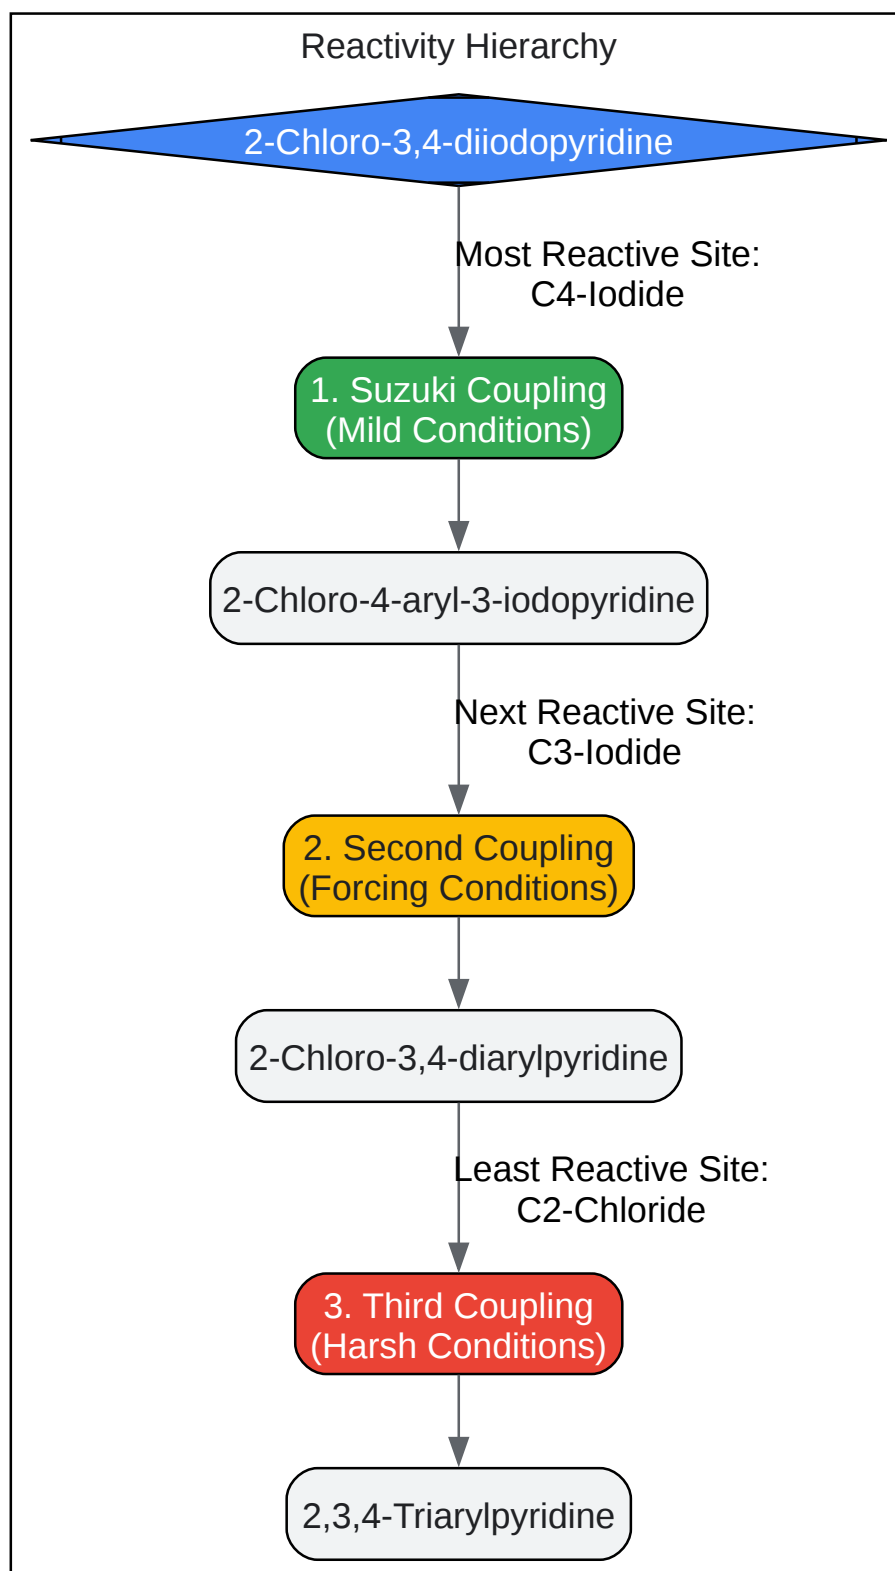 Reactivity Hierarchy
2-Chloro-3,4-diiodopyridine
Most Reactive Site:
C4-Iodide
1. Suzuki Coupling
(Mild Conditions)
2-Chloro-4-aryl-3-iodopyridine
Next Reactive Site:
C3-Iodide
2. Second Coupling
(Forcing Conditions)
2-Chloro-3,4-diarylpyridine
Least Reactive Site:
C2-Chloride
3. Third Coupling
(Harsh Conditions)
2,3,4-Triarylpyridine